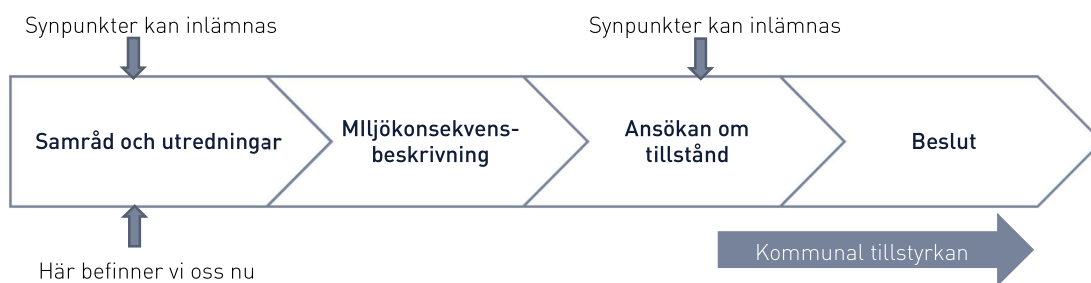 Synpunkter kan inlämnas
Synpunkter kan inlämnas
Samråd och utredningar
MIljökonsekvens-
beskrivning
Ansökan om
tillstånd
Beslut
Här befinner vi oss nu
Kommunal tillstyrkan